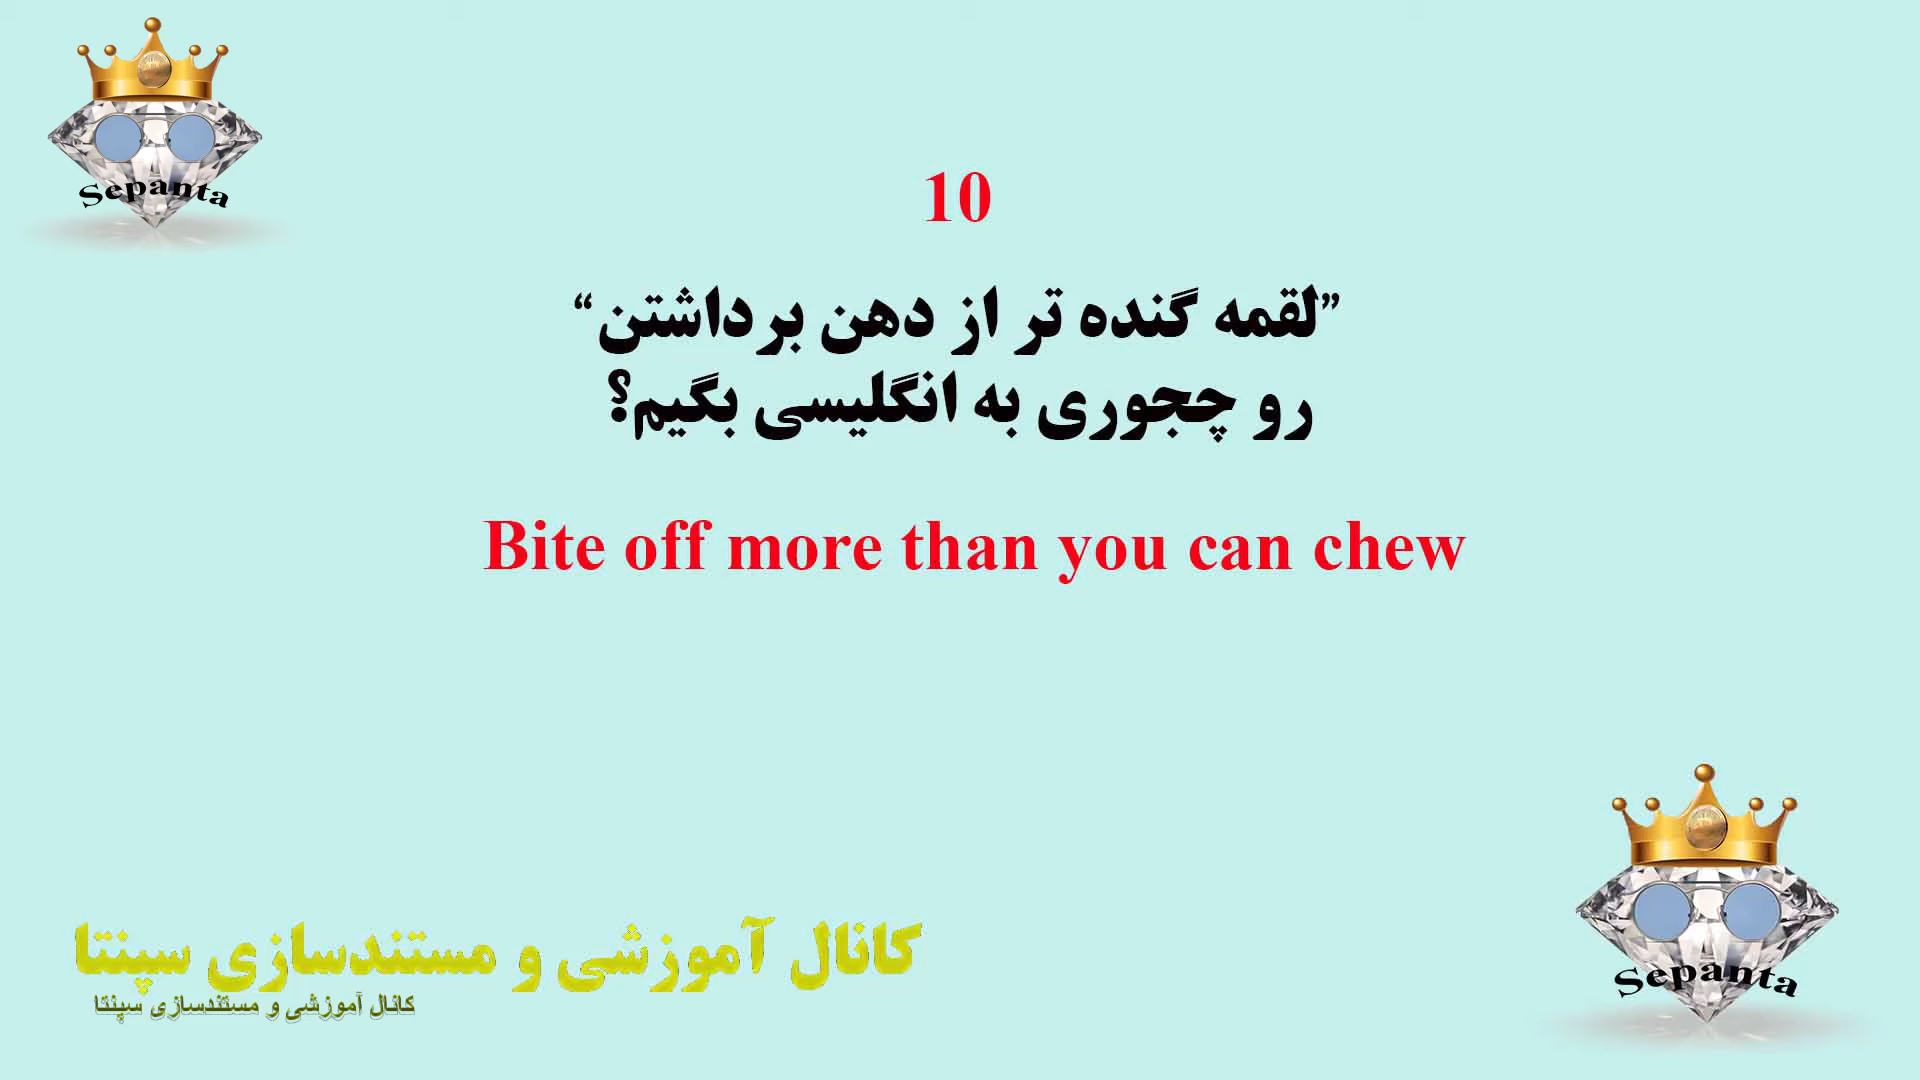 Sepanta
10
”لقمه گنده تر از دهن برداشتن“
رو چجوری به انگلیسی بگیم؟
Bite off more than you can chew
کانال آموزشی و مستندسازی سپنتا
کانال آموزشی و مستندسازی سپنتا
Sepanta